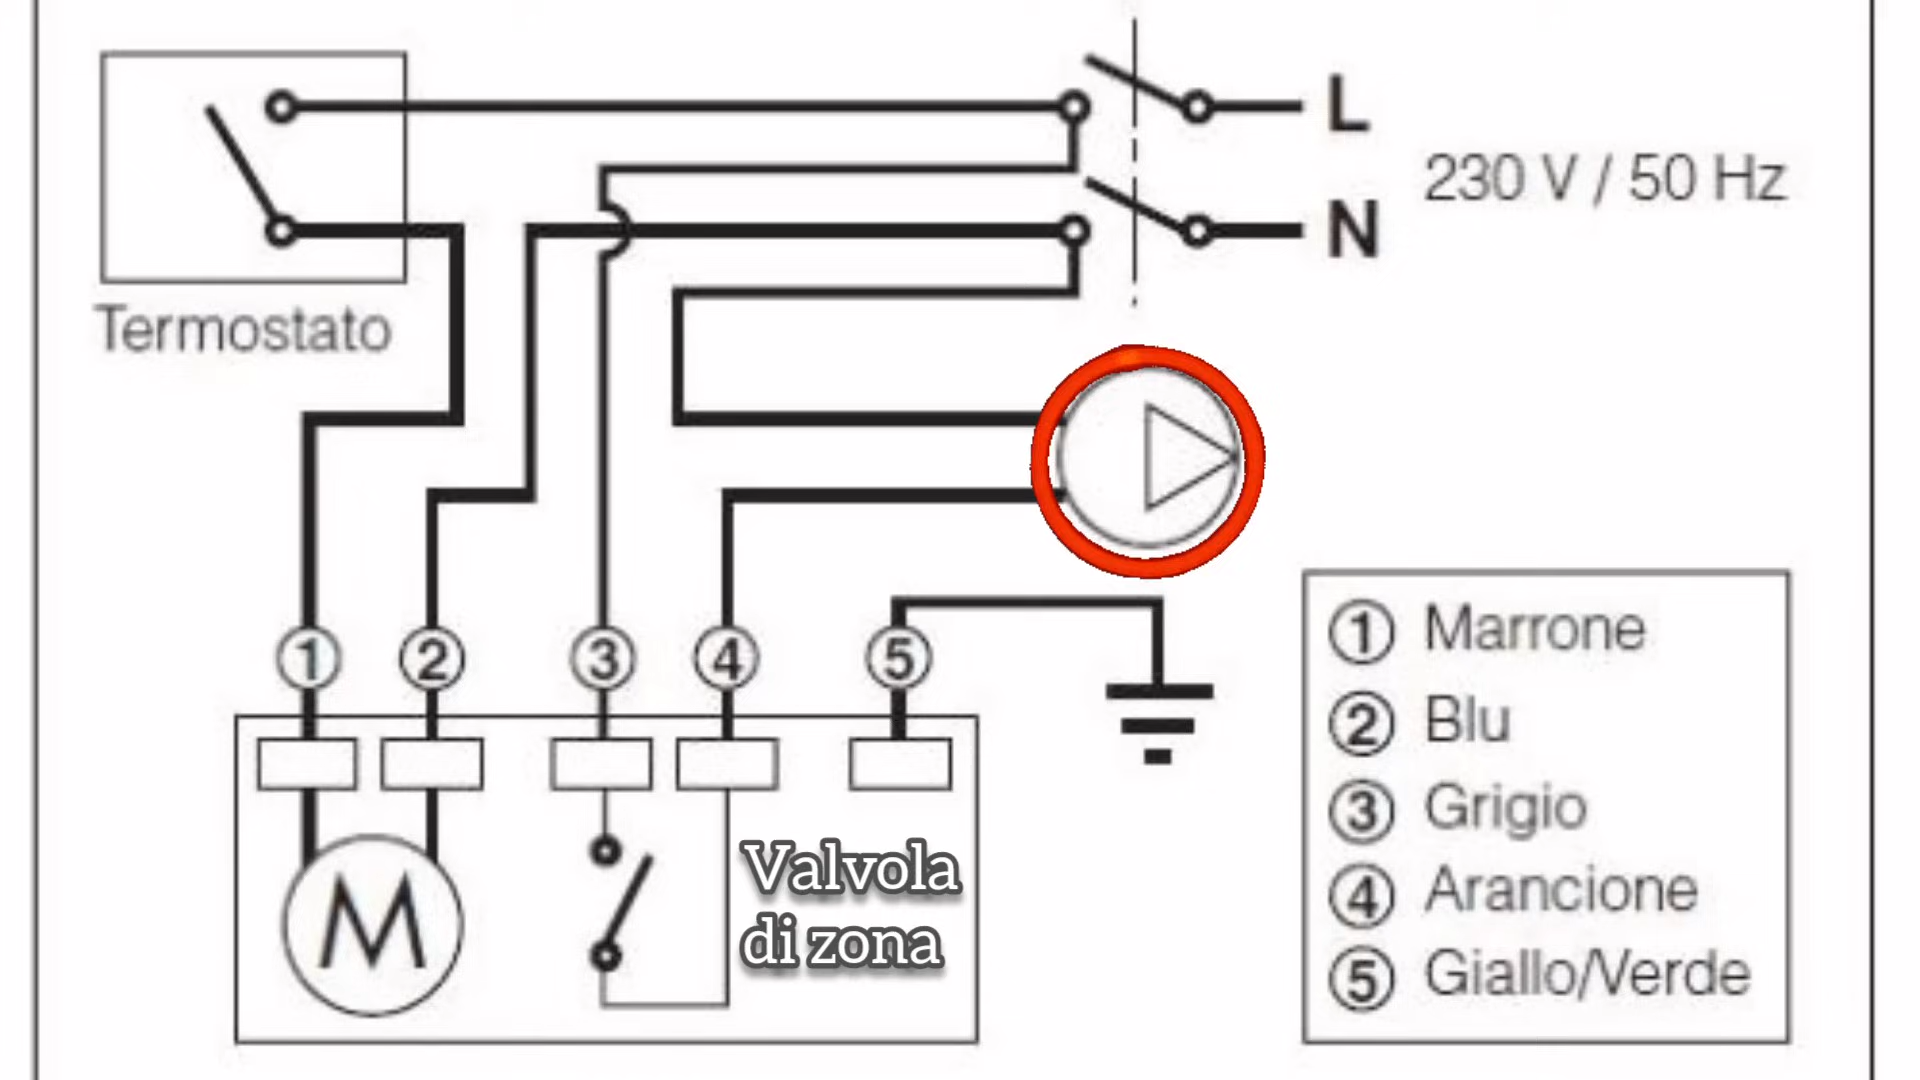 L
230 V / 50 Hz
N
Termostato
1
2
3
4
5
M
Valvola
di zona
1 Marrone
2 Blu
3 Grigio
4 Arancione
5 Giallo/Verde